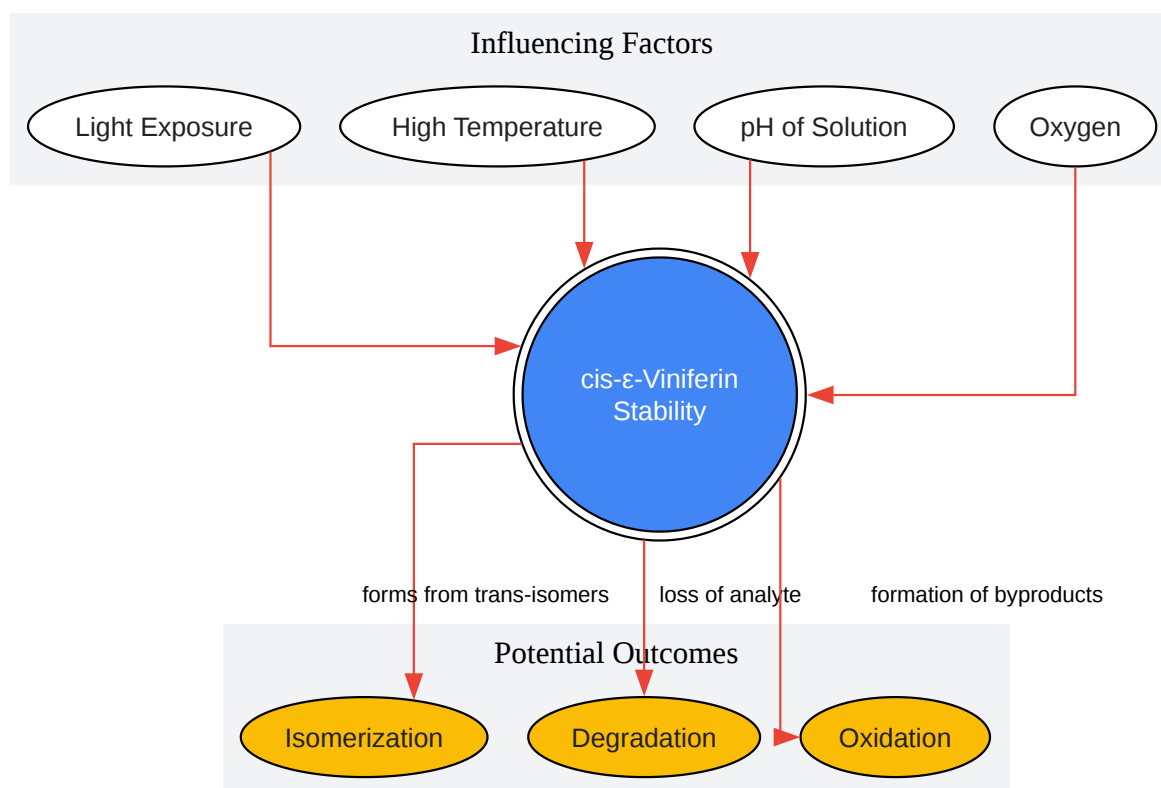 Influencing Factors
Light Exposure
High Temperature
pH of Solution
Oxygen
cis-ε-Viniferin
Stability
forms from trans-isomers
loss of analyte
formation of byproducts
Potential Outcomes
Isomerization
Degradation
Oxidation